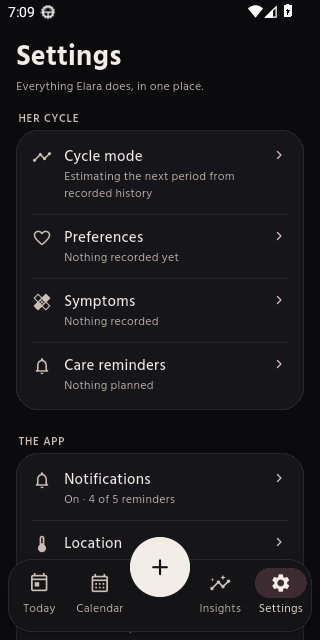 7:09
Settings
Everything Elara does, in one place.
HER CYCLE
Cycle mode
Estimating the next period from
recorded history
Preferences
Nothing recorded yet
Symptoms
Nothing recorded
Care reminders
Nothing planned
THE APP
Notifications
On · 4 of 5 reminders
Location
Today
Calendar
Insights
Settings